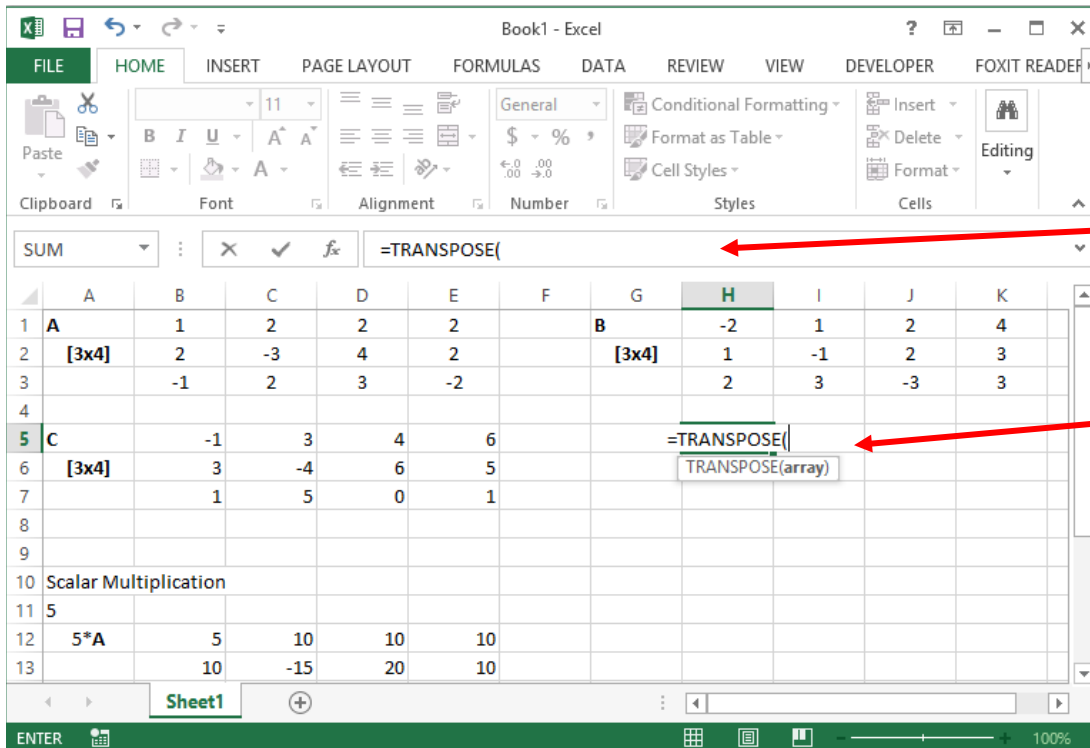 Book1 - Excel ?
FILE HOME INSERT PAGE LAYOUT FORMULAS DATA REVIEW VIEW DEVELOPER FOXIT READER
11 General Conditional Formatting Insert
Paste B I U A A $ % , Format as Table Delete Editing
A .0 .00 .00 .0 Cell Styles Format
Clipboard Font Alignment Number Styles Cells
SUM fx =TRANSPOSE(
A B C D E F G H I J K
1 A 1 2 2 2 B -2 1 2 4
2 [3x4] 2 -3 4 2 [3x4] 1 -1 2 3
3 -1 2 3 -2 2 3 -3 3
4
5 C -1 3 4 6 =TRANSPOSE(
6 [3x4] 3 -4 6 5 TRANSPOSE(array)
7 1 5 0 1
8
9
10 Scalar Multiplication
11 5
12 5*A 5 10 10 10
13 10 -15 20 10
Sheet1
ENTER 100%